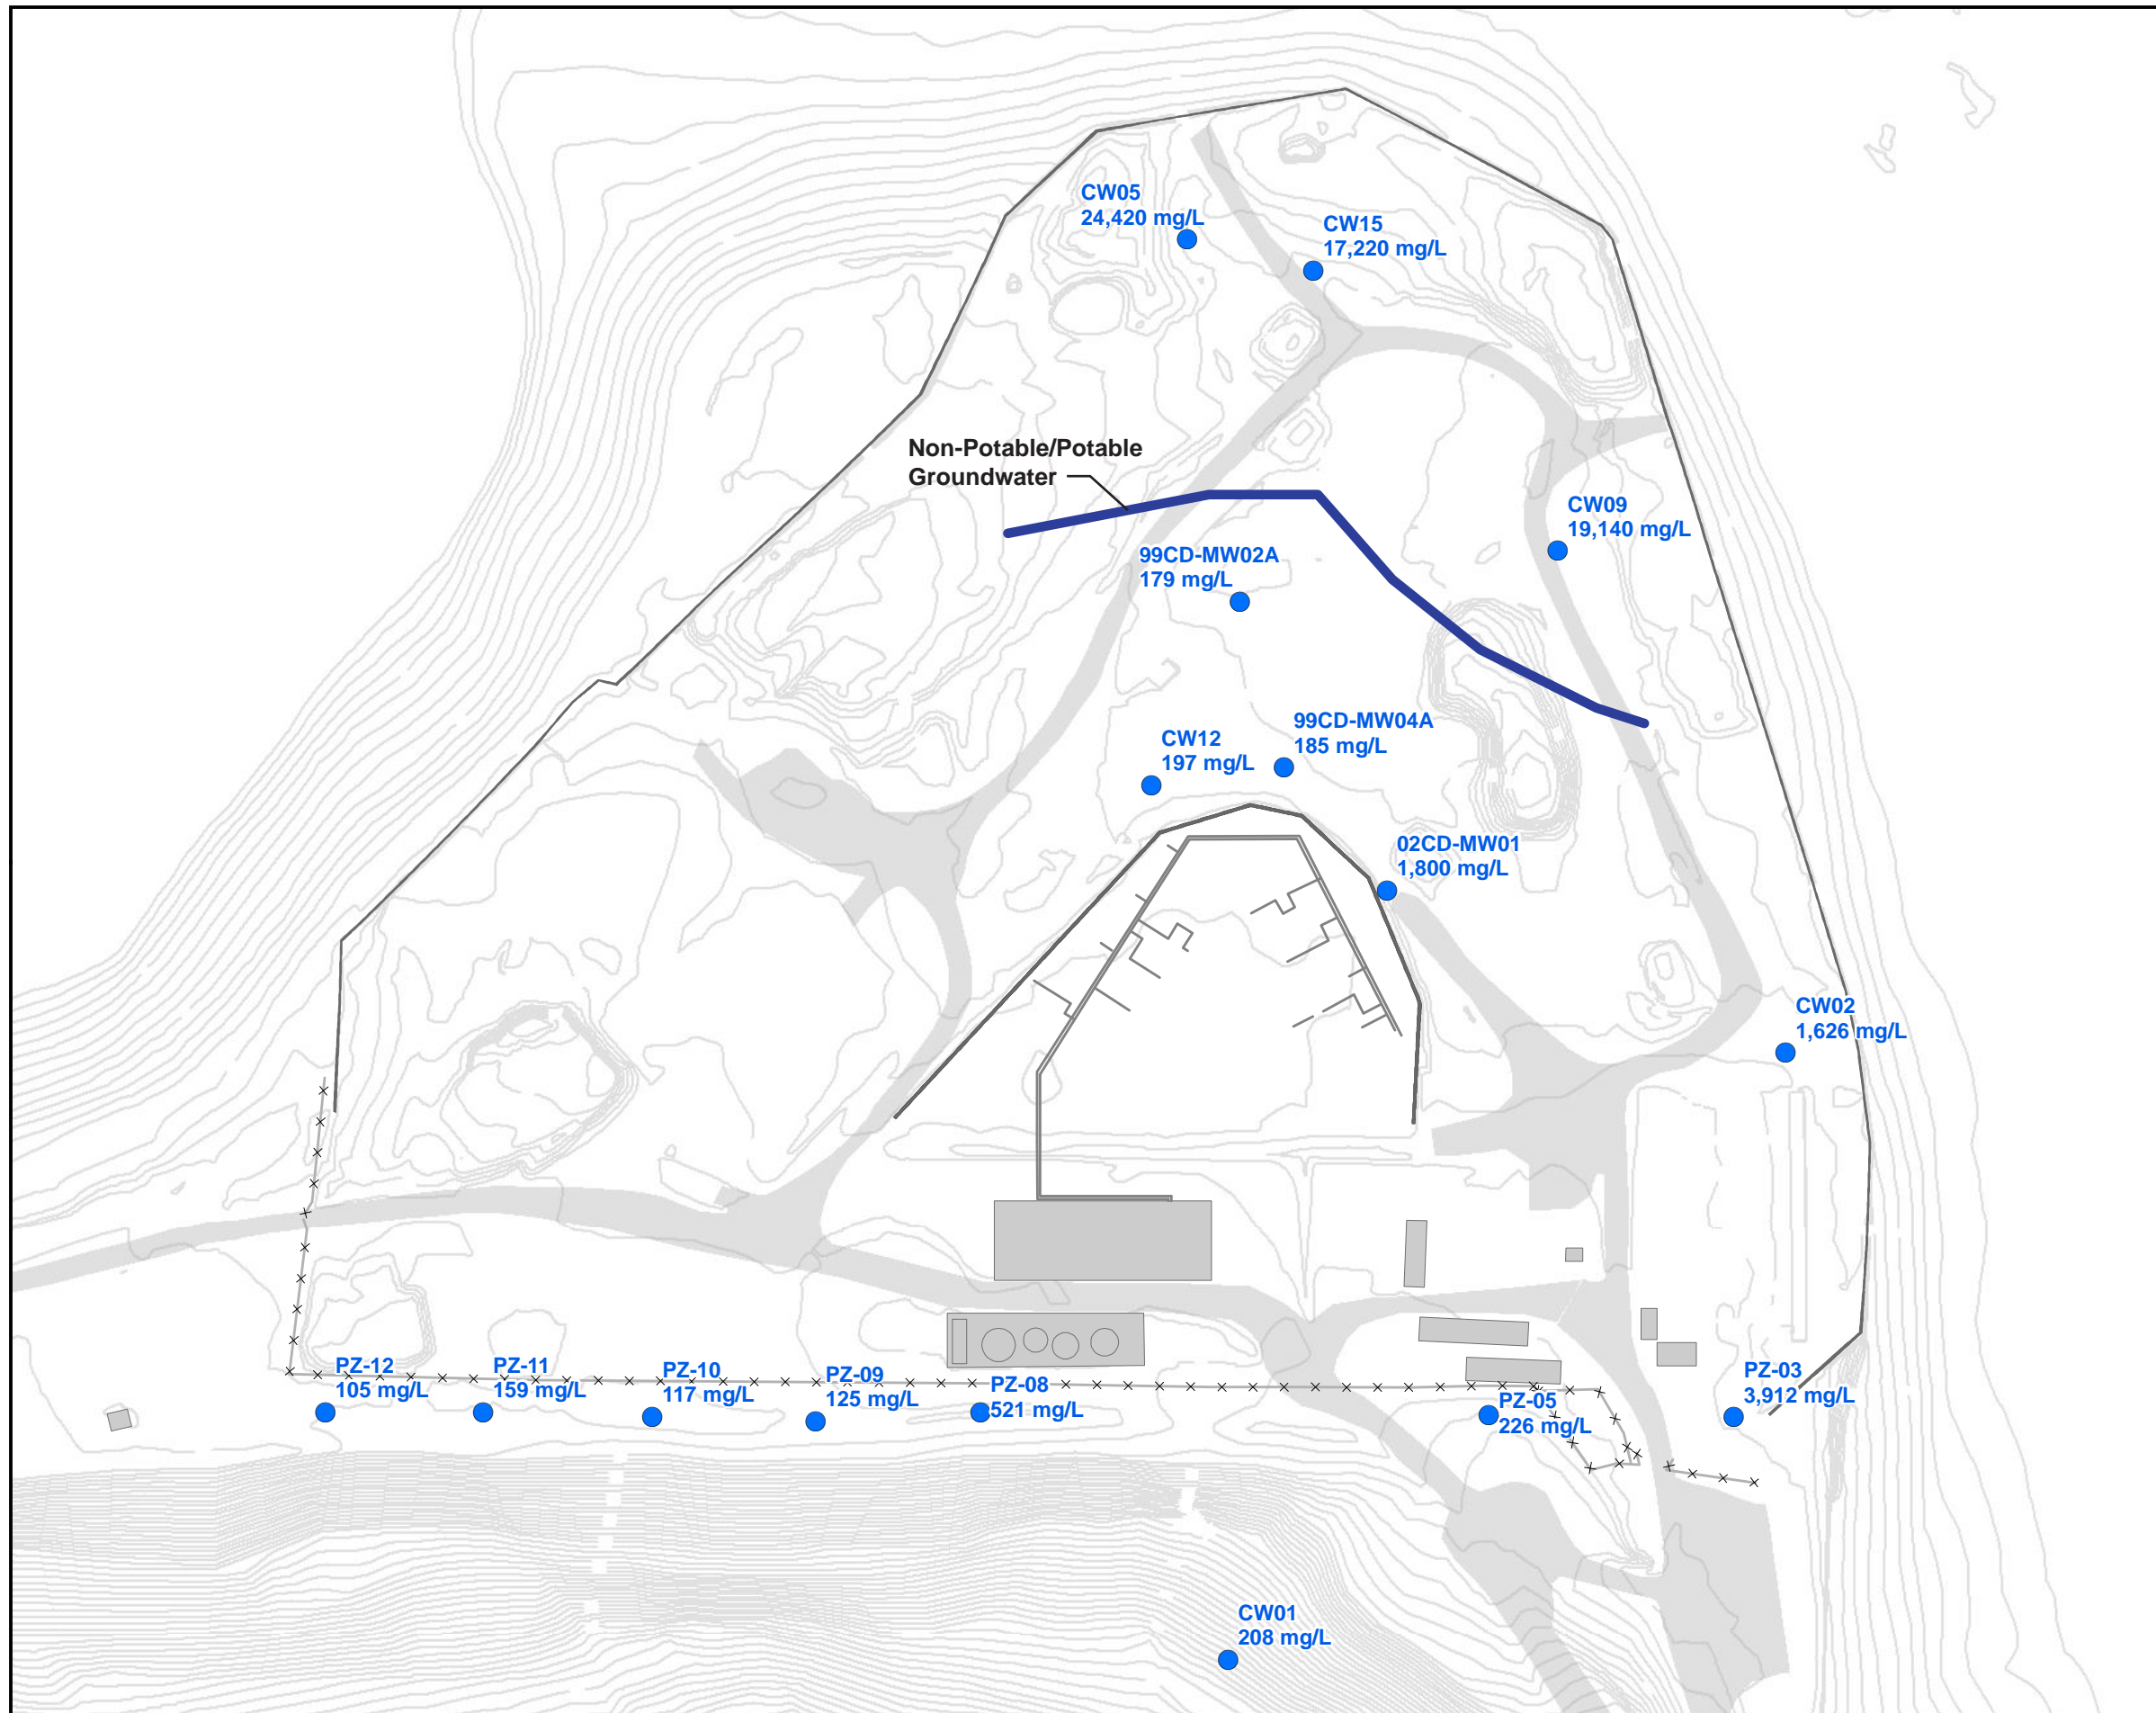 CW05
24,420 mg/L
CW15
17,220 mg/L
Non-Potable/Potable
Groundwater
CW09
19,140 mg/L
99CD-MW02A
179 mg/L
99CD-MW04A
185 mg/L
CW12
197 mg/L
02CD-MW01
1,800 mg/L
CW02
1,626 mg/L
PZ-12
105 mg/L
PZ-11
159 mg/L
PZ-10
117 mg/L
PZ-09
125 mg/L
PZ-08
521 mg/L
PZ-05
226 mg/L
PZ-03
3,912 mg/L
CW01
208 mg/L